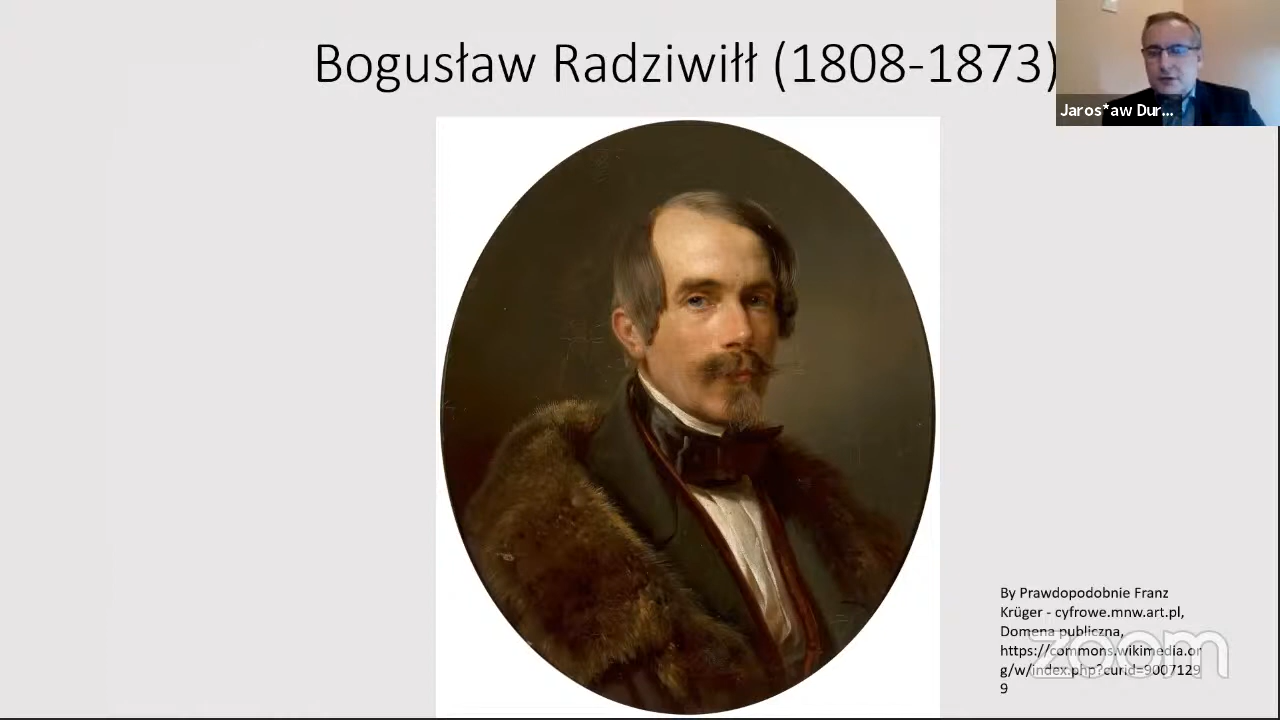 Bogusław Radziwiłł (1808-1873)
Jaros*aw Dur...
By Prawdopodobnie Franz
Krüger - cyfrowe.mnw.art.pl,
Domena publiczna,
https://commons.wikimedia.or
g/w/index.php?curid=9007129
9
zoom